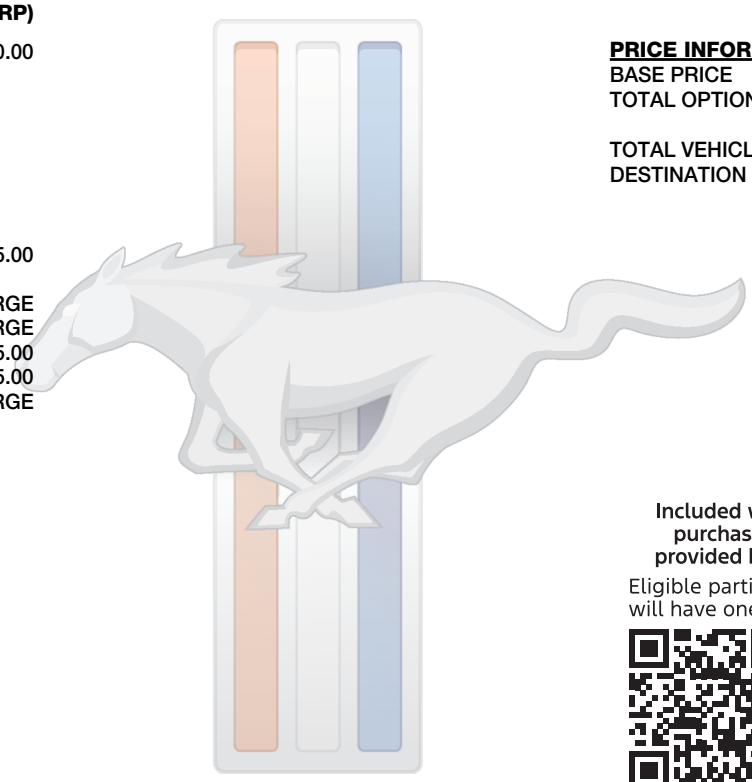 RP)
0.00
5.00
RGE
RGE
5.00
5.00
RGE
PRICE INFOR
BASE PRICE
TOTAL OPTION
TOTAL VEHICL
DESTINATION
Included w
purchas
provided
Eligible parti
will have one